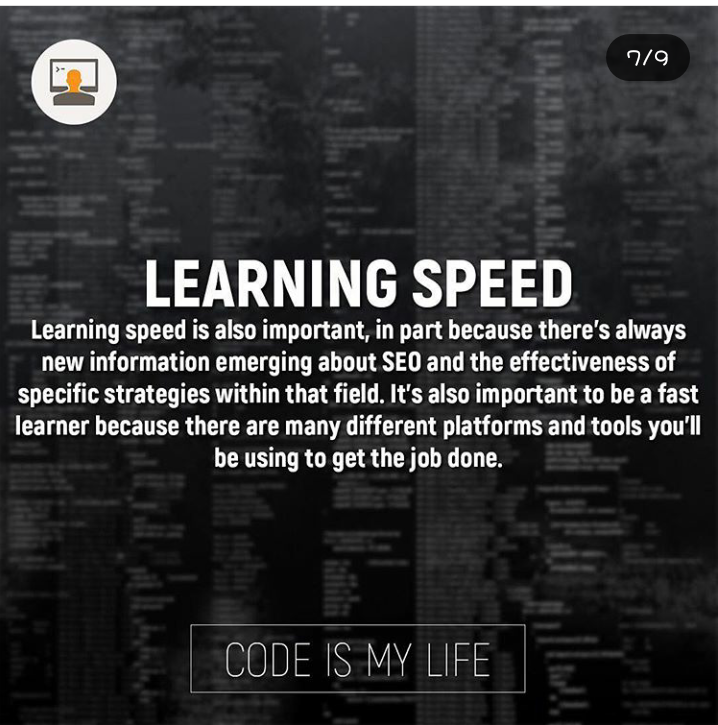 7/9
LEARNING SPEED
Learning speed is also important, in part because there's always
new information emerging about SEO and the effectiveness of
specific strategies within that field. It's also important to be a fast
learner because there are many different platforms and tools you'll
be using to get the job done.
CODE IS MY LIFE